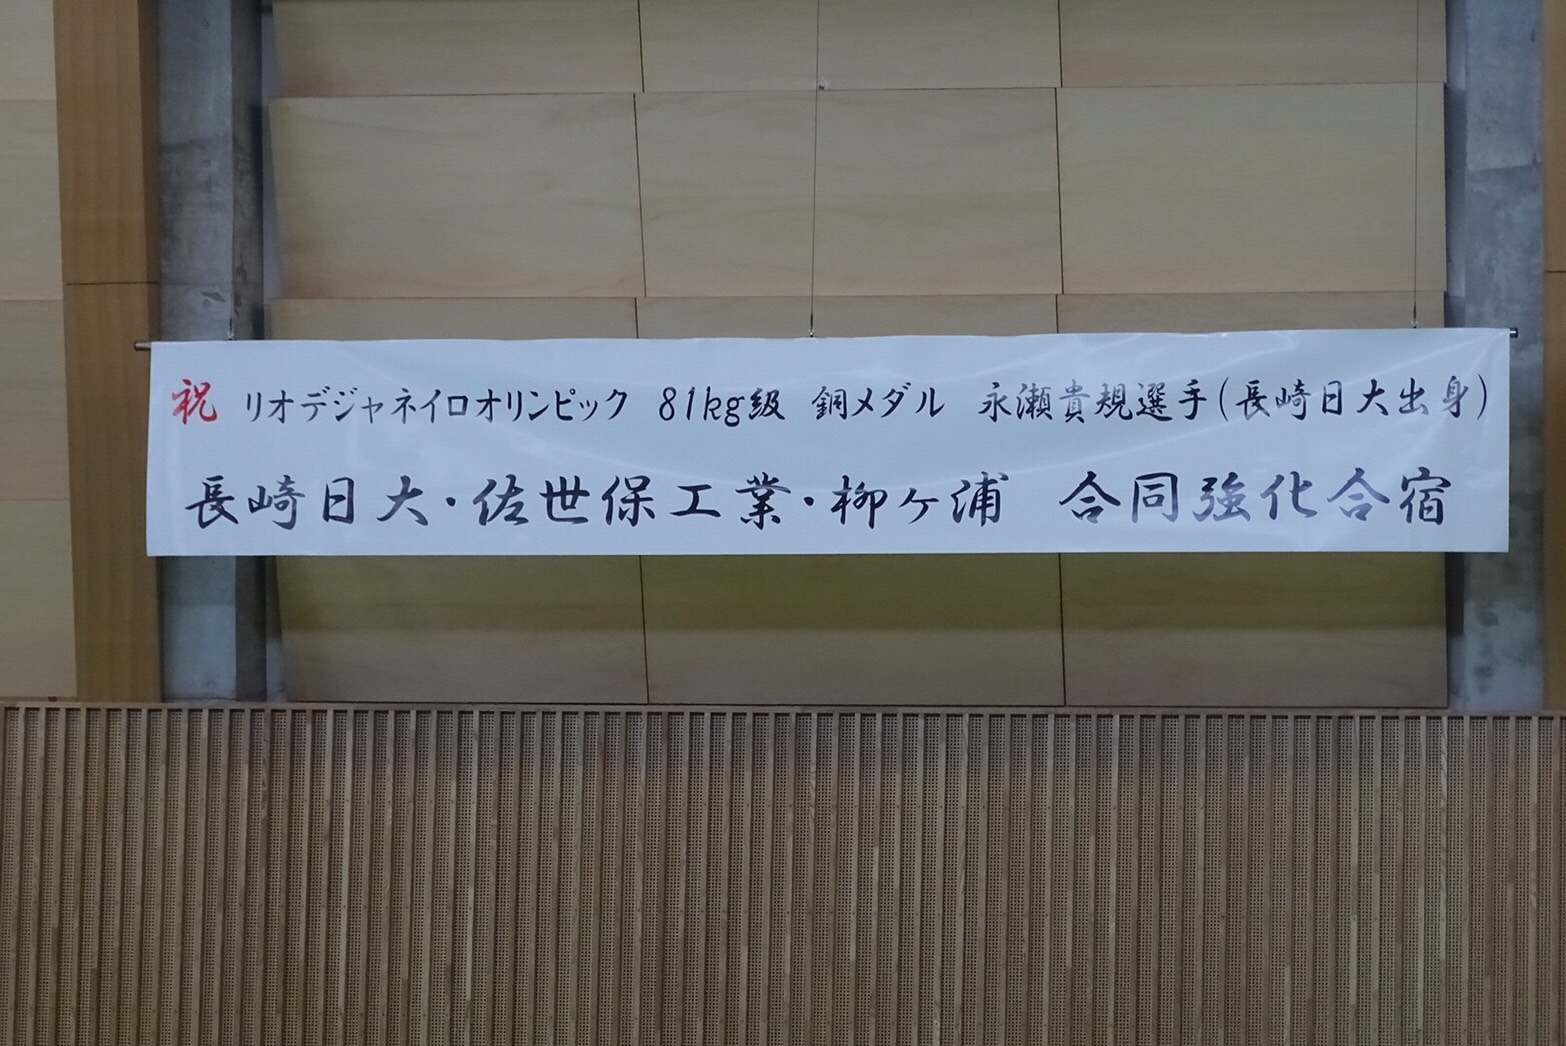 祝 リオデジャネイロオリンピック 81kg級 銅メダル 永瀬貴規選手(長崎日大出身)
長崎日大・佐世保工業・柳ヶ浦 合同強化合宿